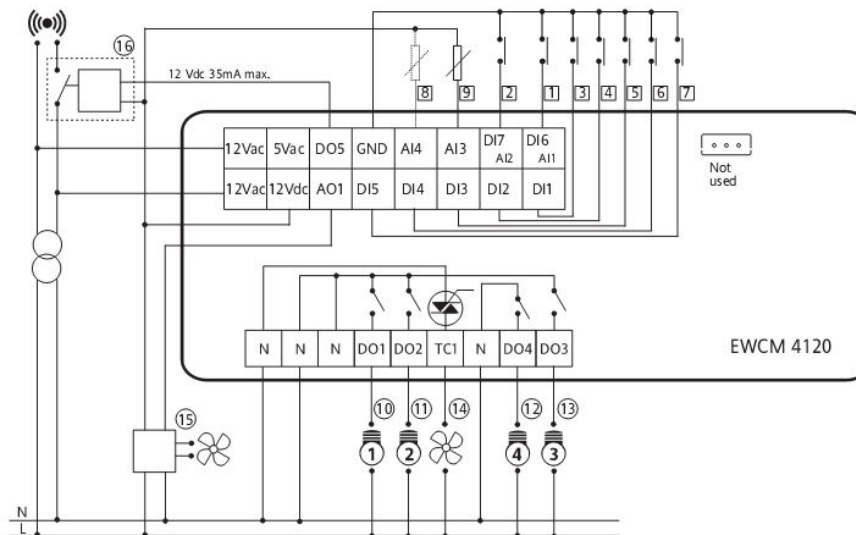 16
12 Vdc 35mA max.
8 9 2 1 3 4 5 6 7
12Vac 5Vac DO5 GND AI4 AI3 DI7 AI2 DI6 AI1
12Vac 12Vdc AO1 DI5 DI4 DI3 DI2 DI1
Not
used
N N N DO1 DO2 TC1 N DO4 DO3
EWCM 4120
15 10 11 14 12 13
1 2 4 3
N
L